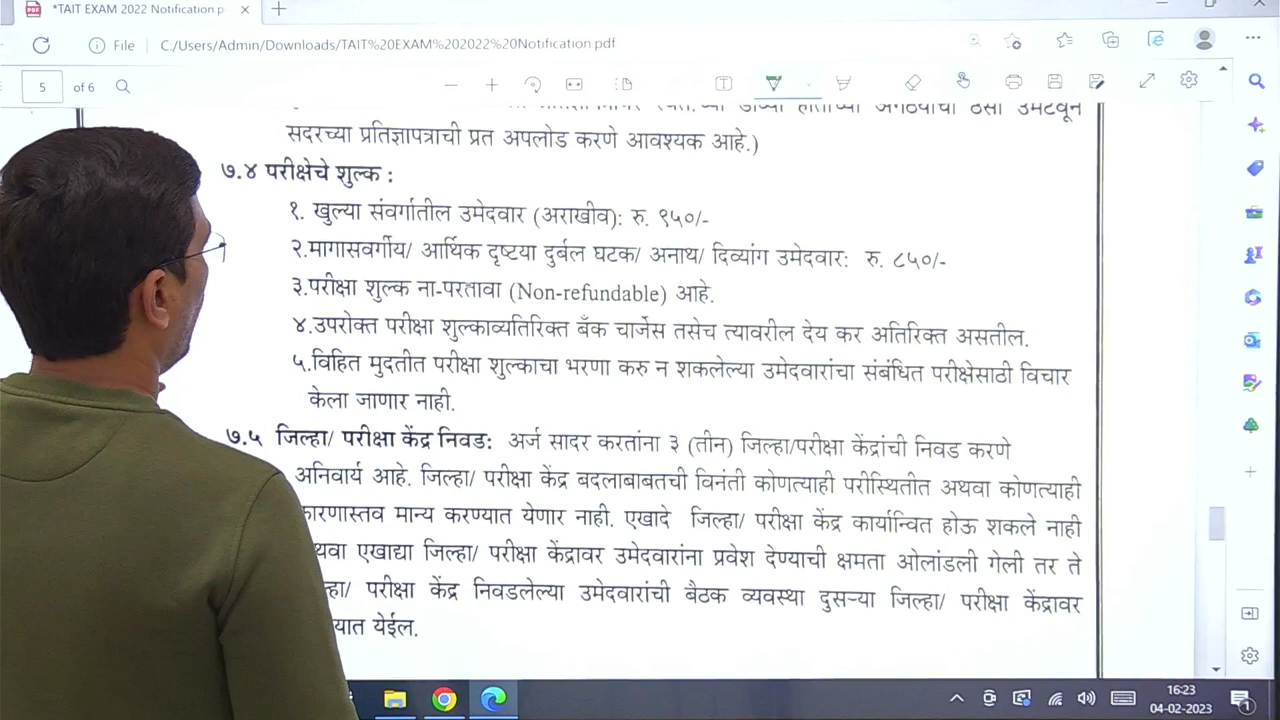 *TAIT EXAM 2022 Notification p
File
C:/Users/Admin/Downloads/TAIT%20EXAM%202022%20Notification pdf
5 of 6
सदरच्या प्रतिज्ञापत्राची प्रत अपलोड करणे आवश्यक आहे.)
७.४ परीक्षेचे शुल्क :
१. खुल्या संवर्गातील उमेदवार (अराखीव): रु. ९५०/-
२.मागासवर्गीय/ आर्थिक दृष्टया दुर्बल घटक/ अनाथ/ दिव्यांग उमेदवार: रु. ८५०/-
३.परीक्षा शुल्क ना-परतावा (Non-refundable) आहे.
४.उपरोक्त परीक्षा शुल्काव्यतिरिक्त बँक चार्जेस तसेच त्यावरील देय कर अतिरिक्त असतील.
५.विहित मुदतीत परीक्षा शुल्काचा भरणा करु न शकलेल्या उमेदवारांचा संबंधित परीक्षेसाठी विचार
केला जाणार नाही.
७.५ जिल्हा/ परीक्षा केंद्र निवड: अर्ज सादर करतांना ३ (तीन) जिल्हा/परीक्षा केंद्रांची निवड करणे
अनिवार्य आहे. जिल्हा/ परीक्षा केंद्र बदलाबाबतची विनंती कोणत्याही परीस्थितीत अथवा कोणत्याही
कारणास्तव मान्य करण्यात येणार नाही. एखादे जिल्हा/ परीक्षा केंद्र कार्यान्वित होऊ शकले नाही
थवा एखाद्या जिल्हा/ परीक्षा केंद्रावर उमेदवारांना प्रवेश देण्याची क्षमता ओलांडली गेली तर ते
ल्हा/ परीक्षा केंद्र निवडलेल्या उमेदवारांची बैठक व्यवस्था दुसऱ्या जिल्हा/ परीक्षा केंद्रावर
यात येईल.
16:23
04-02-2023